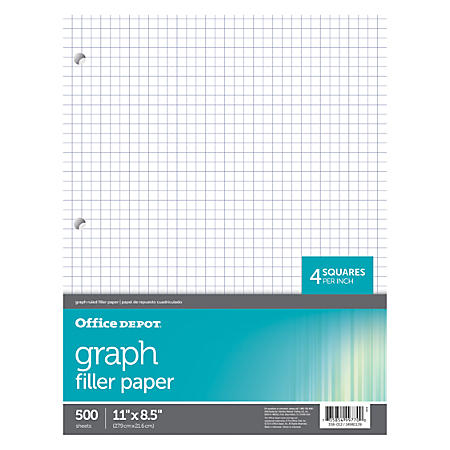 4 SQUARES
PER INCH
graph ruled filler paper | papel de repuesto cuadriculado
Office DEPOT
graph
filler paper
500
sheets
11" x 8.5"
(27.9 cm x 21.6 cm)